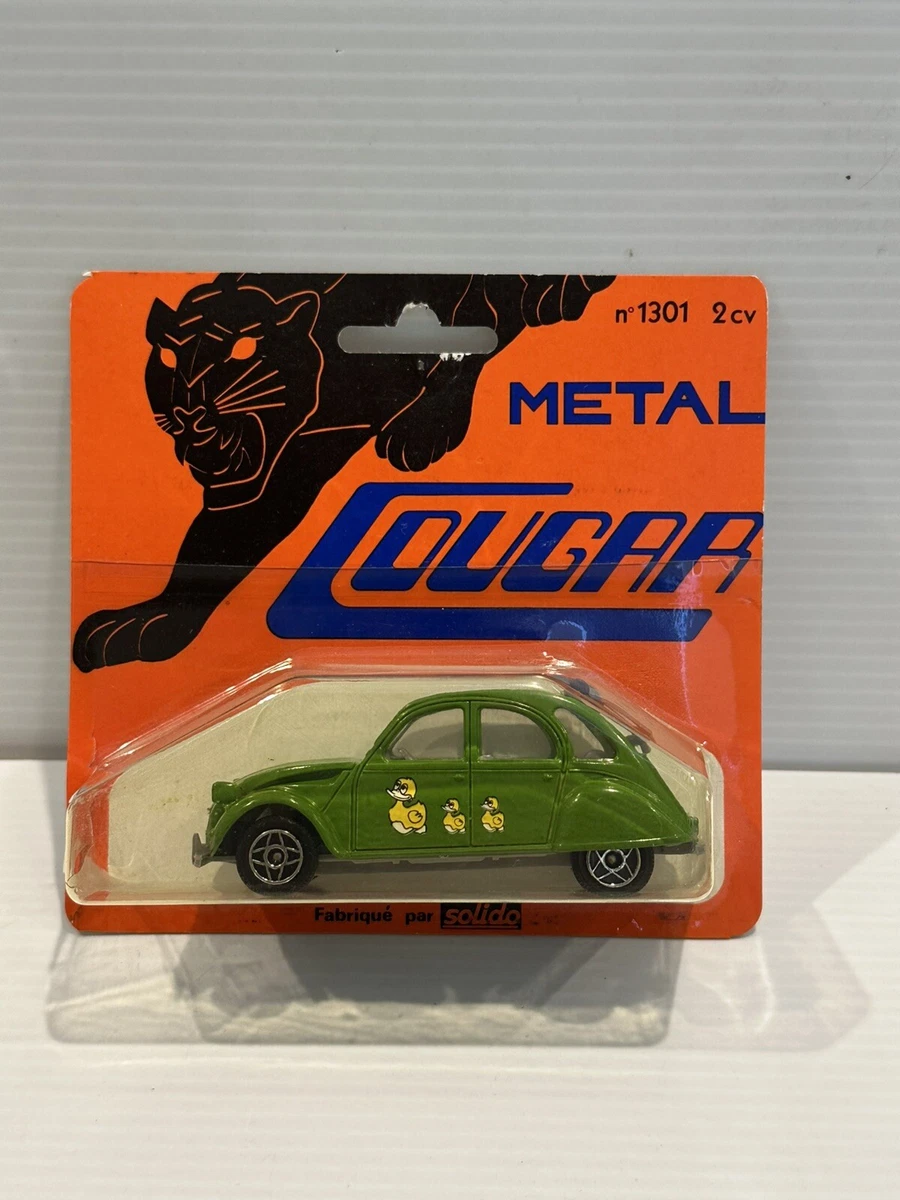 n° 1301 2cv
METAL
COUGAR
Fabriqué par solido